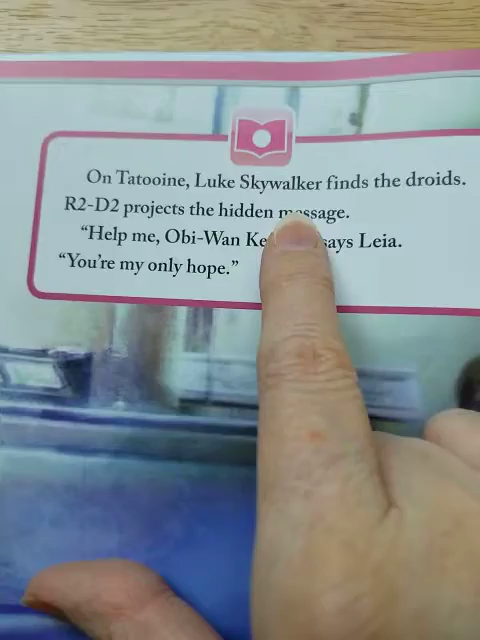 On Tatooine, Luke Skywalker finds the droids.
R2-D2 projects the hidden message.
“Help me, Obi-Wan says Leia.
“You’re my only hope.”